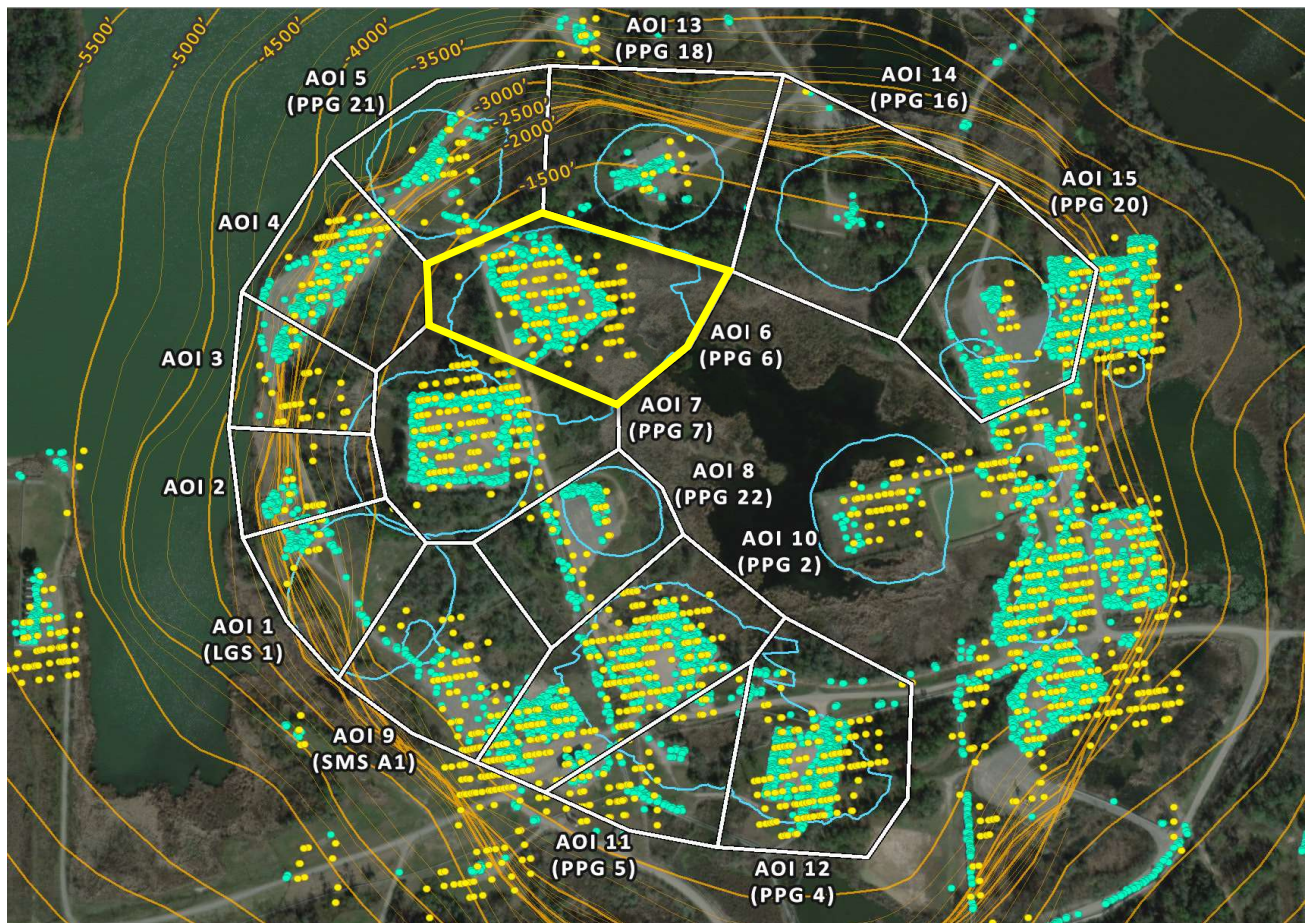 -5500'
-5000'
-4500'
-4000'
-3500'
-3000'
-2500'
-2000'
-1500'
AOI 13
(PPG 18)
AOI 5
(PPG 21)
AOI 14
(PPG 16)
AOI 15
(PPG 20)
AOI 4
AOI 3
AOI 6
(PPG 6)
AOI 7
(PPG 7)
AOI 8
(PPG 22)
AOI 2
AOI 10
(PPG 2)
AOI 1
(LGS 1)
AOI 9
(SMS A1)
AOI 11
(PPG 5)
AOI 12
(PPG 4)